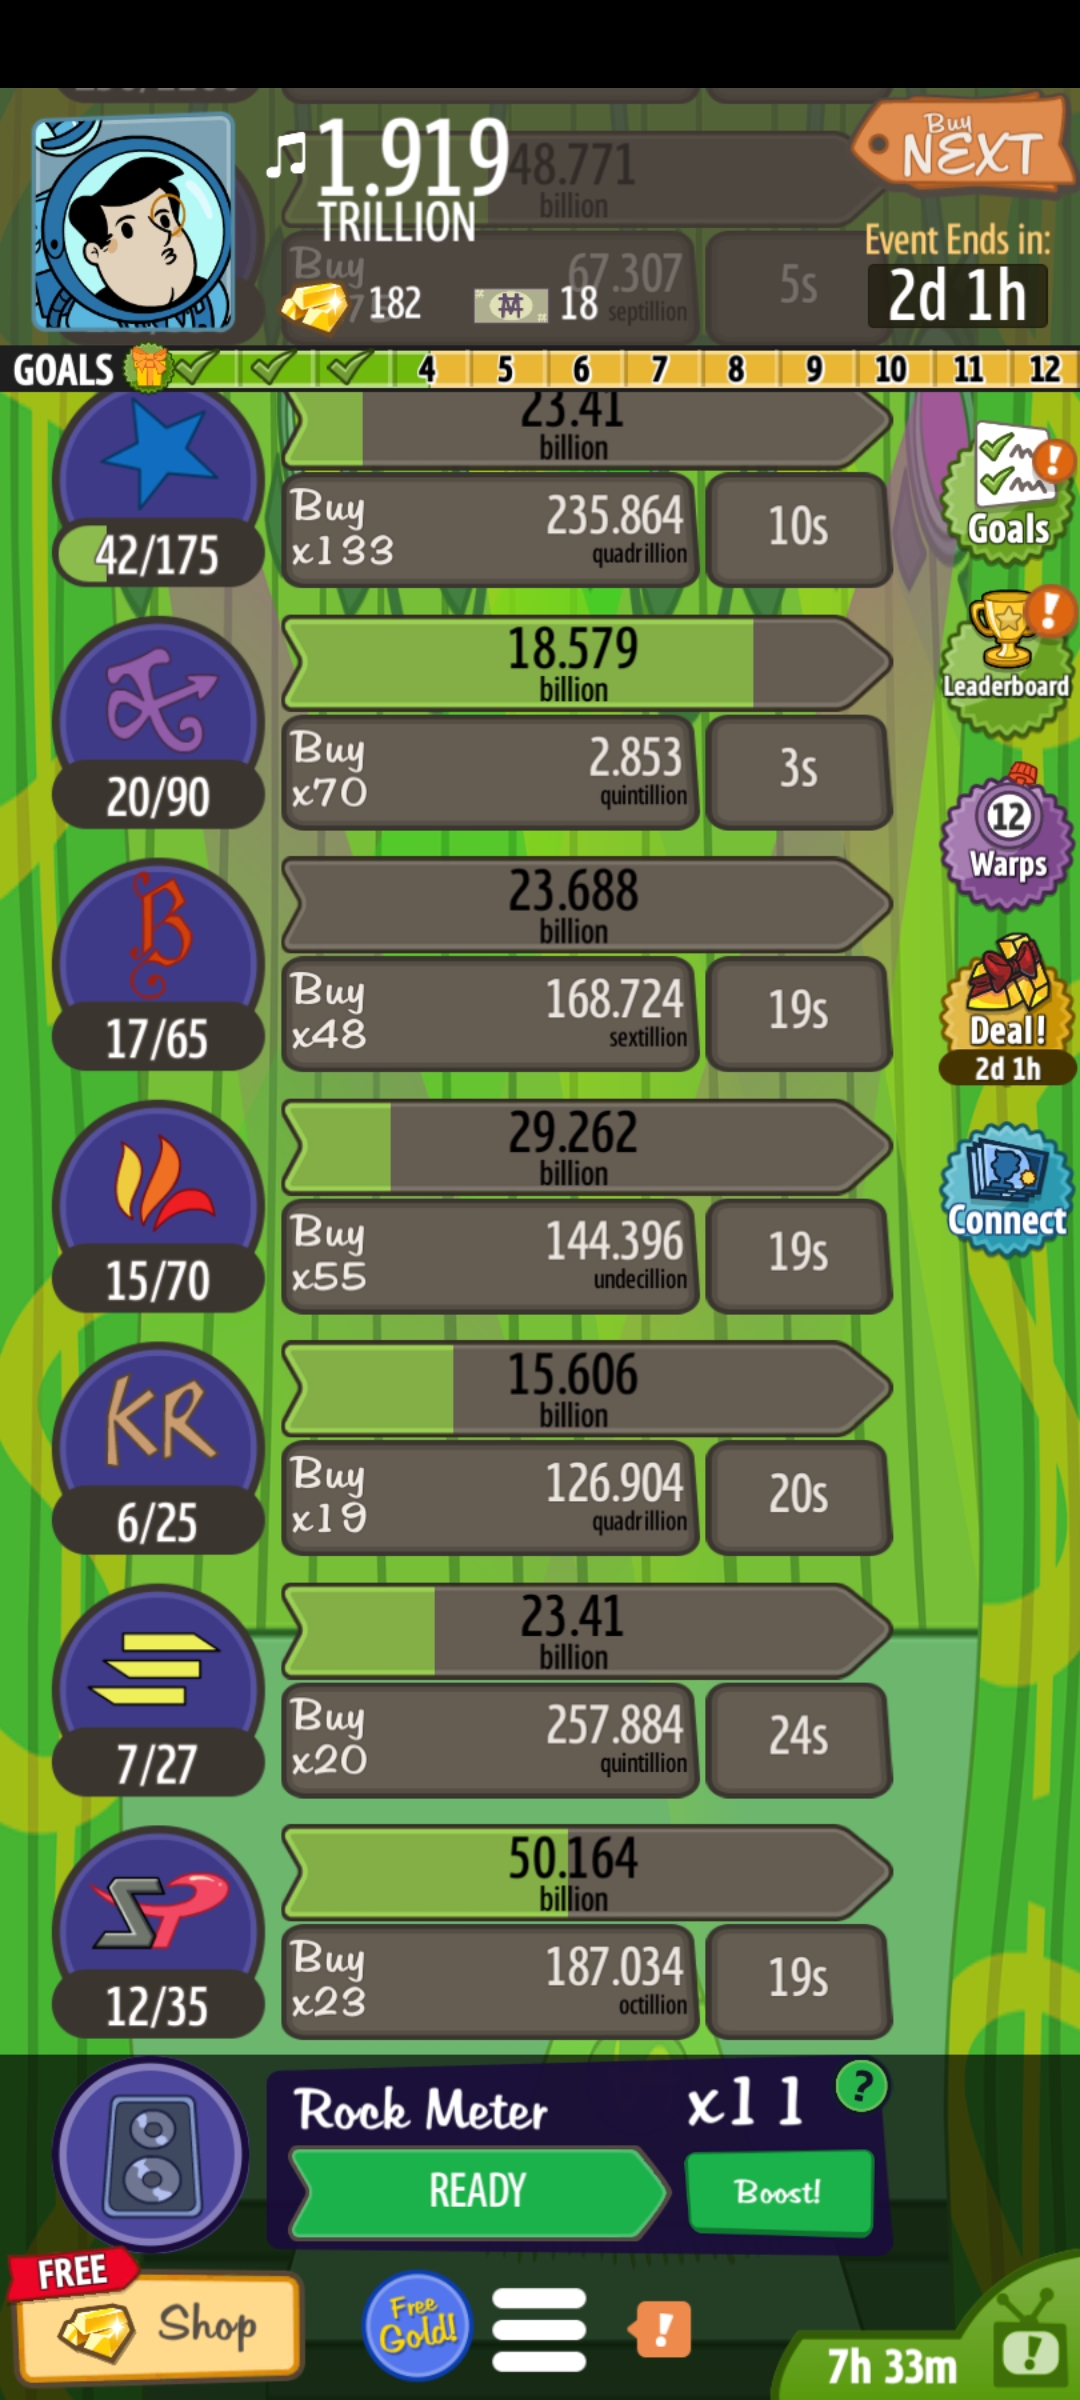 1.919
TRILLION
48.771
billion
Buy
NEXT
Buy
67.307
septillion
5s
182
18
Event Ends in:
2d 1h
GOALS 4 5 6 7 8 9 10 11 12
23.41
billion
42/175
Buy
x133
235.864
quadrillion
10s
Goals
18.579
billion
20/90
Buy
x70
2.853
quintillion
3s
Leaderboard
23.688
billion
17/65
Buy
x48
168.724
sextillion
19s
12
Warps
Deal!
2d 1h
29.262
billion
15/70
Buy
x55
144.396
undecillion
19s
Connect
15.606
billion
KR
6/25
Buy
x19
126.904
quadrillion
20s
23.41
billion
7/27
Buy
x20
257.884
quintillion
24s
50.164
billion
SP
12/35
Buy
x23
187.034
octillion
19s
Rock Meter
x11
?
READY
Boost!
FREE
Shop
Free
Gold!
!
7h 33m
!